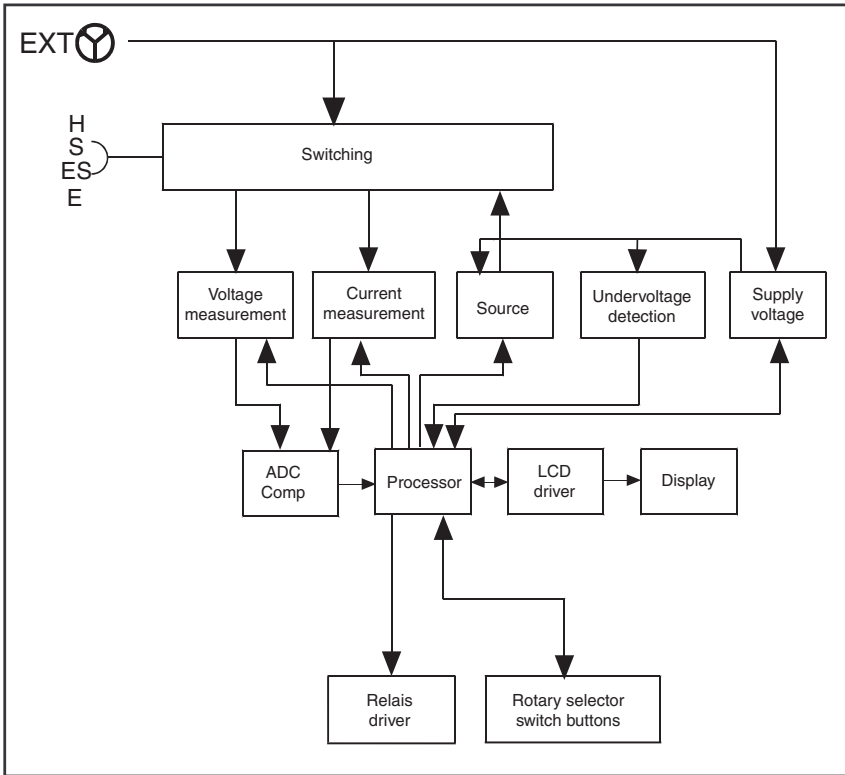 EXT
H
S
ES
E
Switching
Voltage
measurement
Current
measurement
Source
Undervoltage
detection
Supply
voltage
ADC
Comp
Processor
LCD
driver
Display
Relais
driver
Rotary selector
switch buttons